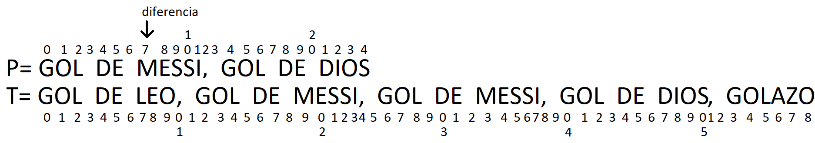 diferencia
1 2
0 1 2 3 4 5 6 7 8 9 0 1 2 3 4 5 6 7 8 9 0 1 2 3 4
P= GOL DE MESSI, GOL DE DIOS
T= GOL DE LEO, GOL DE MESSI, GOL DE MESSI, GOL DE DIOS, GOLAZO
0 1 2 3 4 5 6 7 8 9 0 1 2 3 4 5 6 7 8 9 0 1 2 3 4 5 6 7 8 9 0 1 2 3 4 5 6 7 8 9 0 1 2 3 4 5 6 7 8 9 0 1 2 3 4 5 6 7 8
1 2 3 4 5